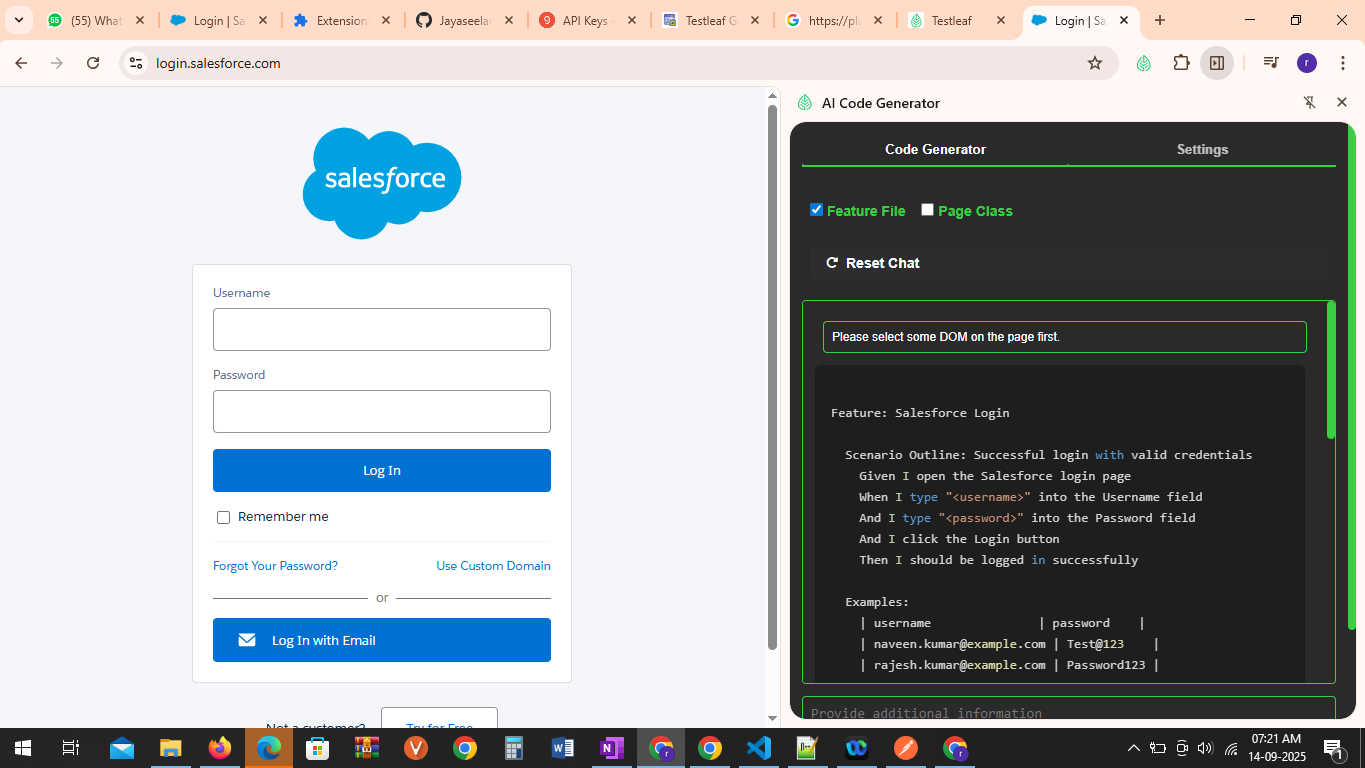 (55) What
Login | Sa
Extension
Jayaseelan
API Keys -
Testleaf G
https://ple
Testleaf
Login | Sa
login.salesforce.com
r
AI Code Generator
Code Generator
Settings
Feature File
Page Class
Reset Chat
Please select some DOM on the page first.
Feature: Salesforce Login
Scenario Outline: Successful login with valid credentials
Given I open the Salesforce login page
When I type "<username>" into the Username field
And I type "<password>" into the Password field
And I click the Login button
Then I should be logged in successfully
Examples:
| username | password |
| naveen.kumar@example.com | Test@123 |
| rajesh.kumar@example.com | Password123 |
Provide additional information
salesforce
Username
Password
Log In
Remember me
Forgot Your Password?
Use Custom Domain
or
Log In with Email
Not a customer?
Try for Free
07:21 AM
14-09-2025
1